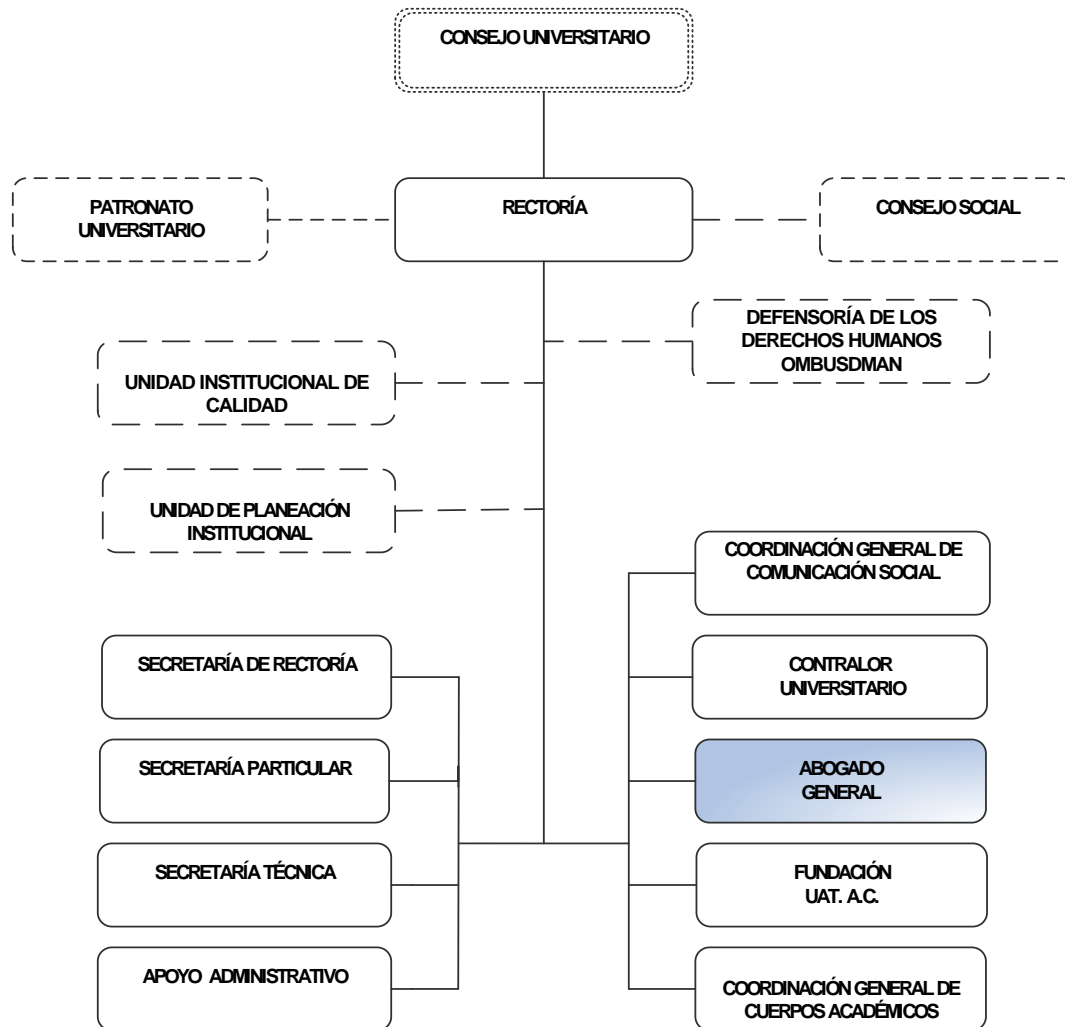 CONSEJO UNIVERSITARIO
PATRONATO
UNIVERSITARIO
RECTORÍA
CONSEJO SOCIAL
DEFENSORÍA DE LOS
DERECHOS HUMANOS
OMBUSDMAN
UNIDAD INSTITUCIONAL DE
CALIDAD
UNIDAD DE PLANEACIÓN
INSTITUCIONAL
COORDINACIÓN GENERAL DE
COMUNICACIÓN SOCIAL
SECRETARÍA DE RECTORÍA
CONTRALOR
UNIVERSITARIO
SECRETARÍA PARTICULAR
ABOGADO
GENERAL
SECRETARÍA TÉCNICA
FUNDACIÓN
UAT. A.C.
APOYO ADMINISTRATIVO
COORDINACIÓN GENERAL DE
CUERPOS ACADÉMICOS